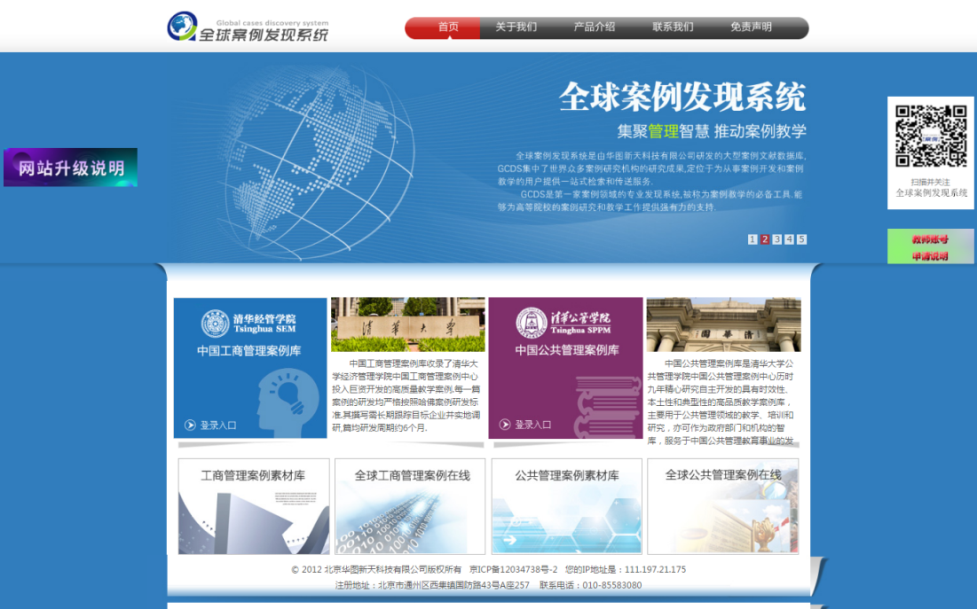 Global cases discovery system
全球案例发现系统
首页
关于我们
产品介绍
联系我们
免责声明
网站升级说明
全球案例发现系统
集聚管理智慧 推动案例教学
全球案例发现系统是由华图新天科技有限公司研发的大型案例文献数据库,
GCDS集中了世界众多案例研究机构的研究成果,定位于为从事案例开发和案例
教学的用户提供一站式检索和传送服务.
GCDS是第一家案例领域的专业发现系统,被称为案例教学的必备工具.能
够为高等院校的案例研究和教学工作提供强有力的支持.
1 2 3 4 5
扫描并关注
全球案例发现系统
教师账号
申请说明
清华经管学院
Tsinghua SEM
中国工商管理案例库
登录入口
清华大学
中国工商管理案例库收录了清华大
学经济管理学院中国工商管理案例中心
投入巨资开发的高质量教学案例.每一篇
案例的研发均严格按照哈佛案例研发标
准,其撰写需长期跟踪目标企业并实地调
研,篇均研发周期约6个月.
清华公管学院
Tsinghua SPPM
中国公共管理案例库
登录入口
清华园
中国公共管理案例库是清华大学公
共管理学院中国公共管理案例中心历时
九年精心研究自主开发的具有时效性、
本土性和典型性的高品质教学案例库，
主要用于公共管理领域的教学、培训和
研究，亦可作为政府部门和机构的智
库，服务于中国公共管理教育事业的发
工商管理案例素材库
全球工商管理案例在线
公共管理案例素材库
全球公共管理案例在线
© 2012 北京华图新天科技有限公司版权所有 京ICP备12034738号-2 您的IP地址是：111.197.21.175
注册地址：北京市通州区西集镇国防路43号A座257 联系电话：010-85583080